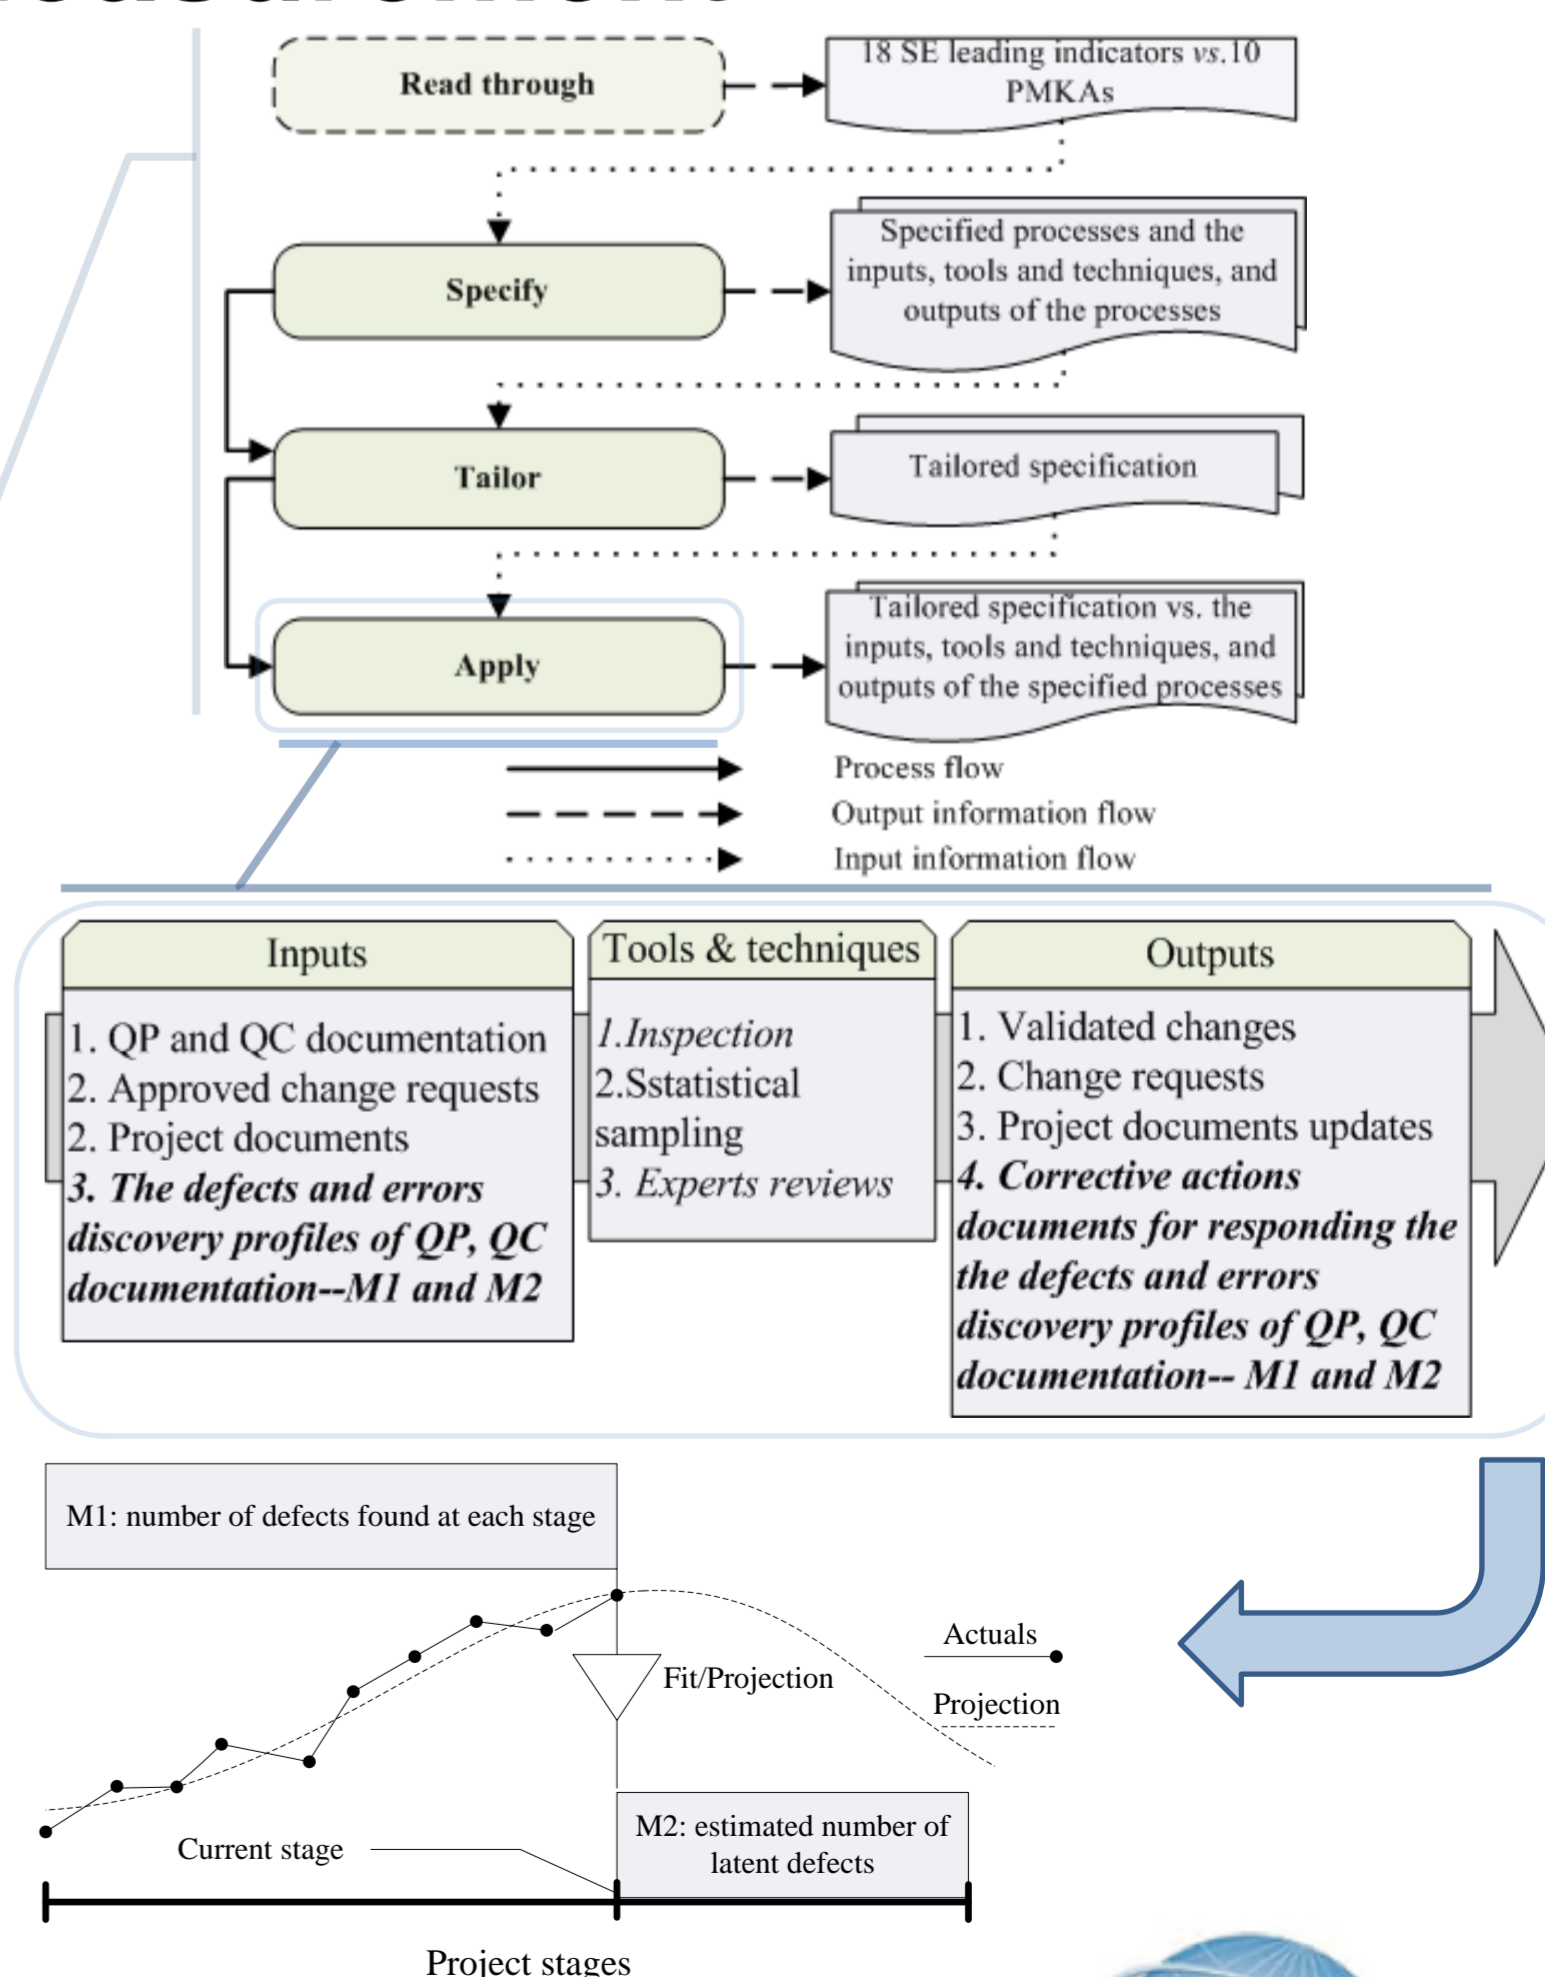 Read through
18 SE leading indicators vs.10
PMKAs
Specify
Specified processes and the
inputs, tools and techniques, and
outputs of the processes
Tailor
Tailored specification
Apply
Tailored specification vs. the
inputs, tools and techniques, and
outputs of the specified processes
Process flow
Output information flow
Input information flow
Inputs
1. QP and QC documentation
2. Approved change requests
2. Project documents
3. The defects and errors
discovery profiles of QP, QC
documentation--M1 and M2
Tools & techniques
1.Inspection
2.Sstatistical
sampling
3. Experts reviews
Outputs
1. Validated changes
2. Change requests
3. Project documents updates
4. Corrective actions
documents for responding the
the defects and errors
discovery profiles of QP, QC
documentation-- M1 and M2
M1: number of defects found at each stage
Fit/Projection
Actuals
Projection
Current stage
M2: estimated number of
latent defects
Project stages